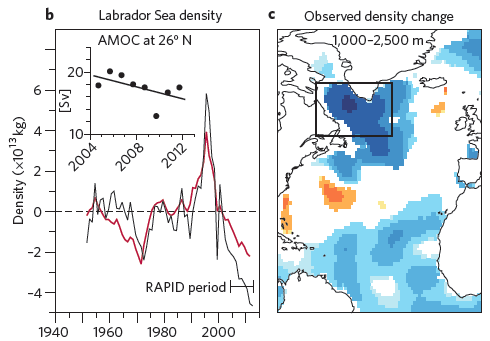 b Labrador Sea density
AMOC at 26° N
[Sv]
20
10
2004
2008
2012
Density (×10¹³ kg)
6
4
2
0
−2
−4
RAPID period
1940 1960 1980 2000
c Observed density change
1,000–2,500 m